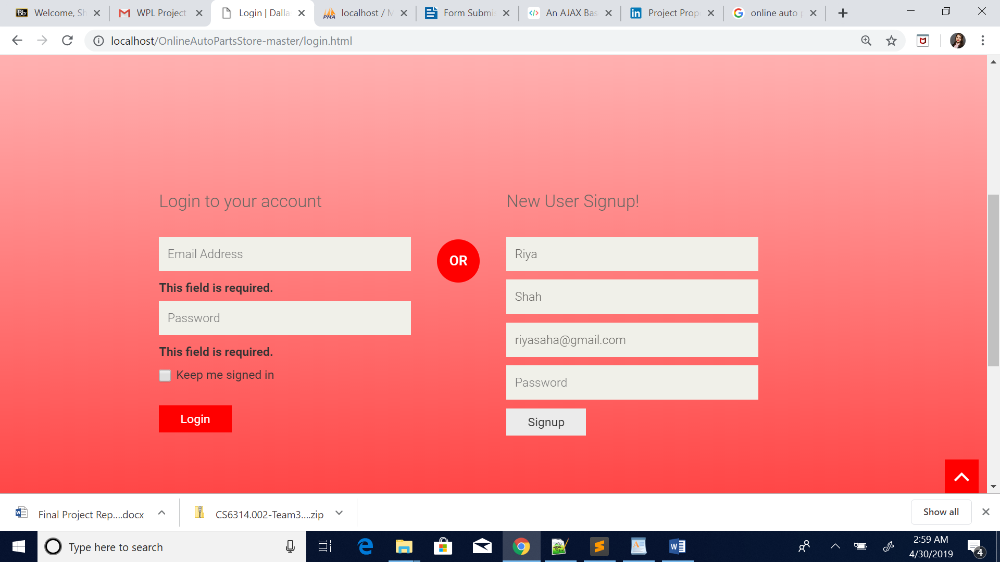 Welcome, Sh
WPL Project
Login | Dalla
localhost / M
Form Submis
An AJAX Bas
Project Prop
online auto p
localhost/OnlineAutoPartsStore-master/login.html
Login to your account
New User Signup!
Email Address
This field is required.
Password
This field is required.
Keep me signed in
Login
OR
Riya
Shah
riyasaha@gmail.com
Password
Signup
Final Project Rep....docx
CS6314.002-Team3....zip
Show all
Type here to search
2:59 AM
4/30/2019
4